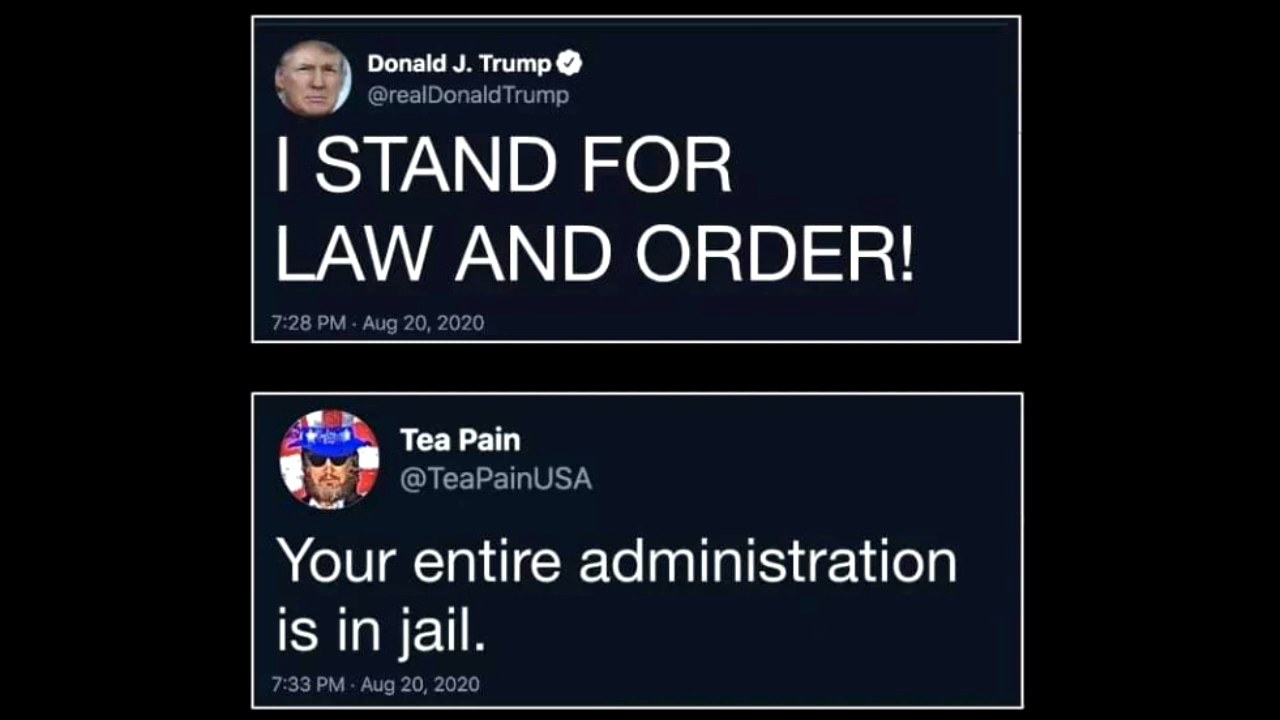 Donald J. Trump
@realDonaldTrump
I STAND FOR
LAW AND ORDER!
7:28 PM · Aug 20, 2020
Tea Pain
@TeaPainUSA
Your entire administration
is in jail.
7:33 PM · Aug 20, 2020